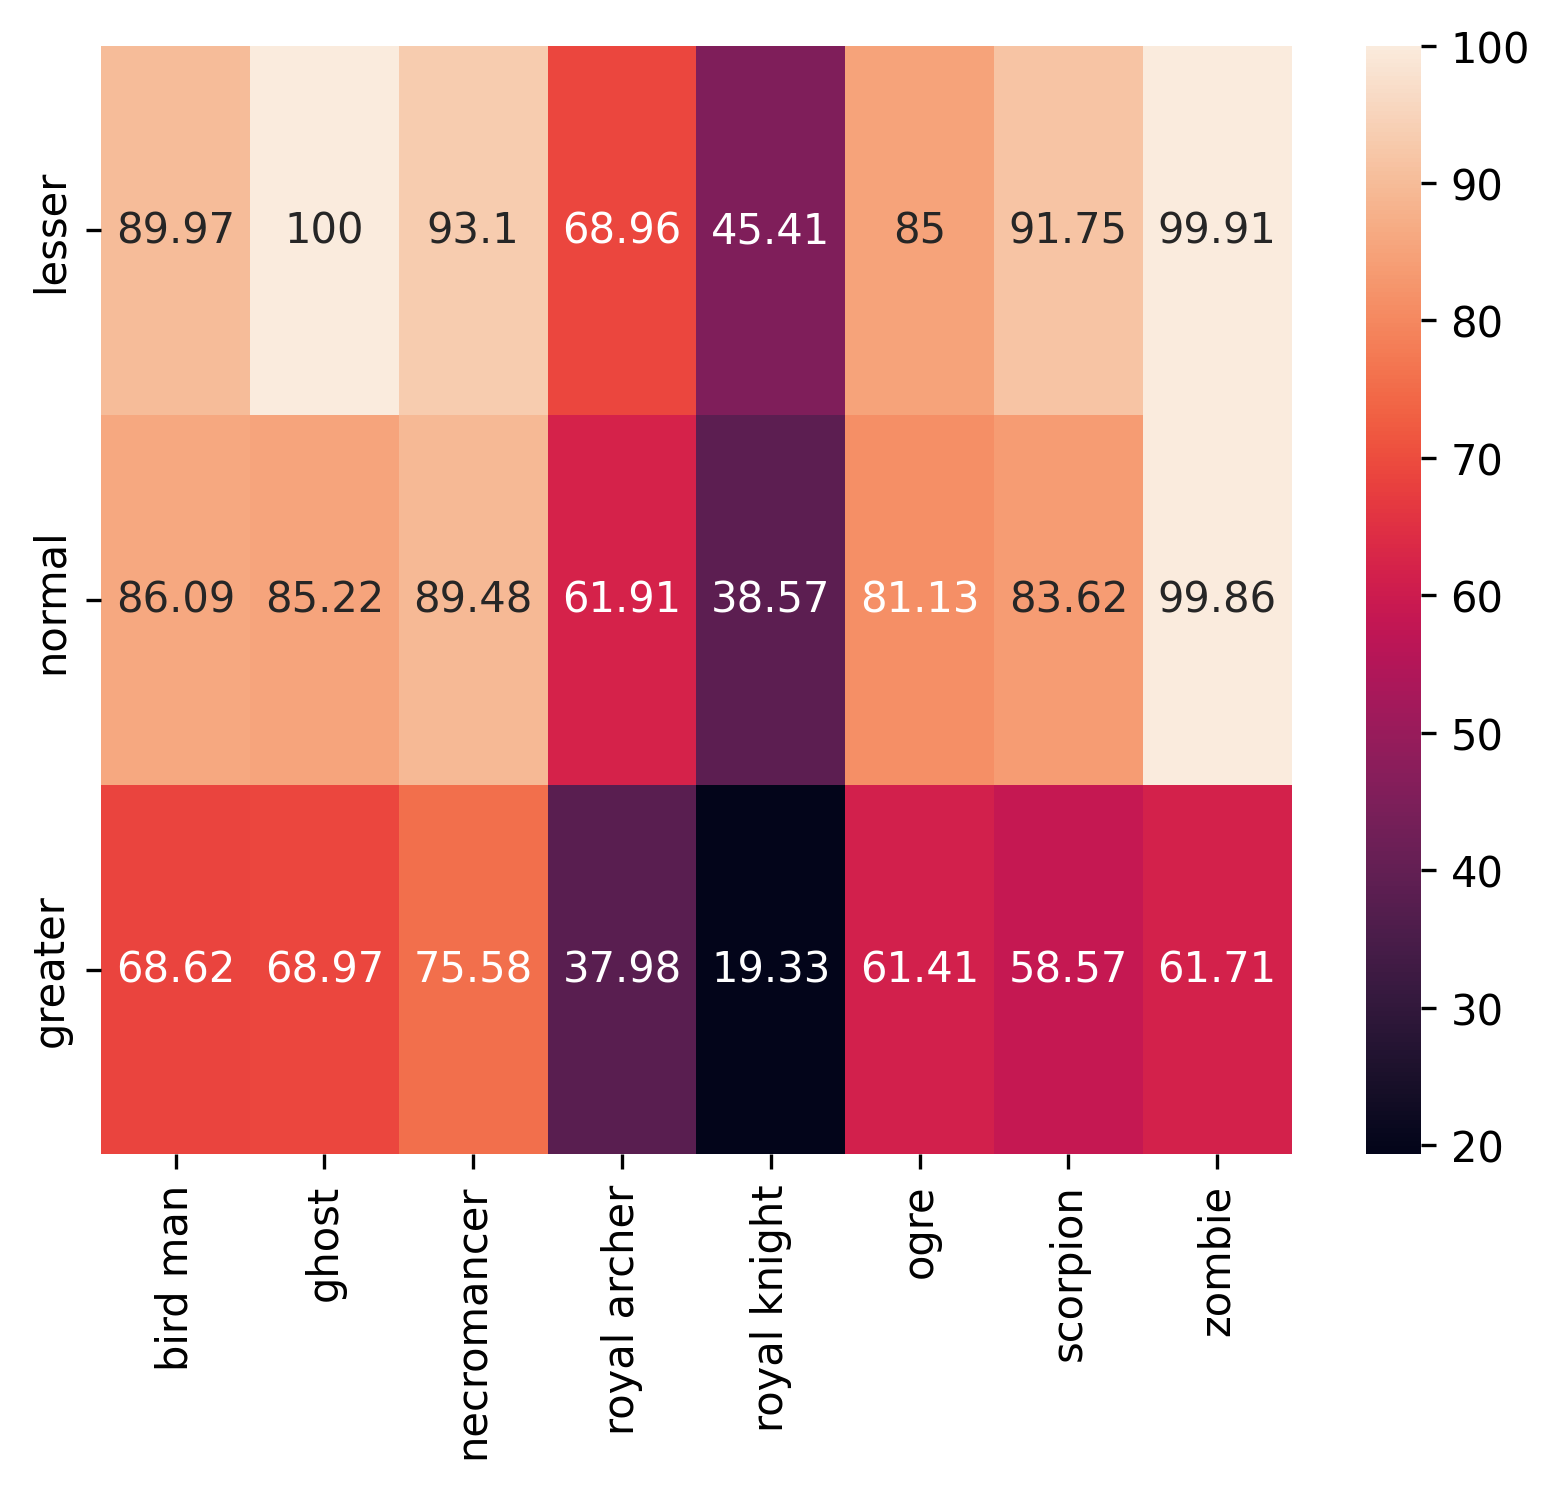 lesser
89.97 100 93.1 68.96 45.41 85 91.75 99.91
normal
86.09 85.22 89.48 61.91 38.57 81.13 83.62 99.86
greater
68.62 68.97 75.58 37.98 19.33 61.41 58.57 61.71
bird man
ghost
necromancer
royal archer
royal knight
ogre
scorpion
zombie
100
90
80
70
60
50
40
30
20